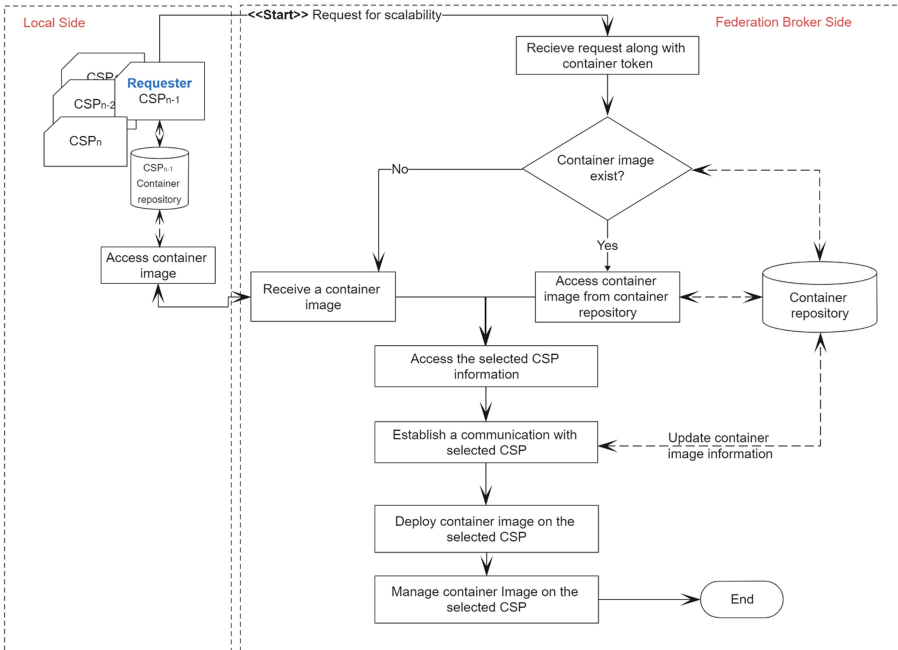 Local Side
<<Start>> Request for scalability
Federation Broker Side
Recieve request along with
container token
Requester
CSPn-1
CSPn-2
CSPn
CSPn-1
Container
repository
Access container
image
Container image
exist?
No
Yes
Receive a container
image
Access container
image from container
repository
Container
repository
Access the selected CSP
information
Establish a communication with
selected CSP
Update container
image information
Deploy container image on the
selected CSP
Manage container Image on the
selected CSP
End